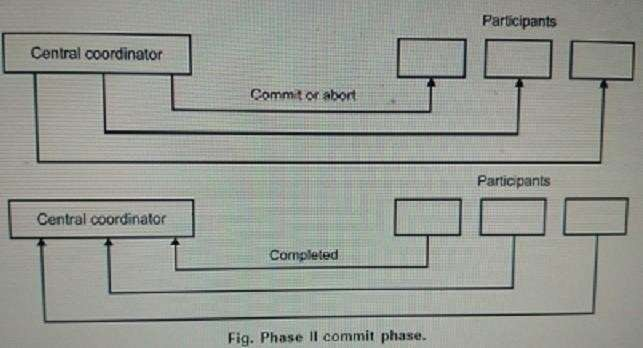 Participants
Central coordinator
Commit or abort
Participants
Central coordinator
Completed
Fig. Phase II commit phase.